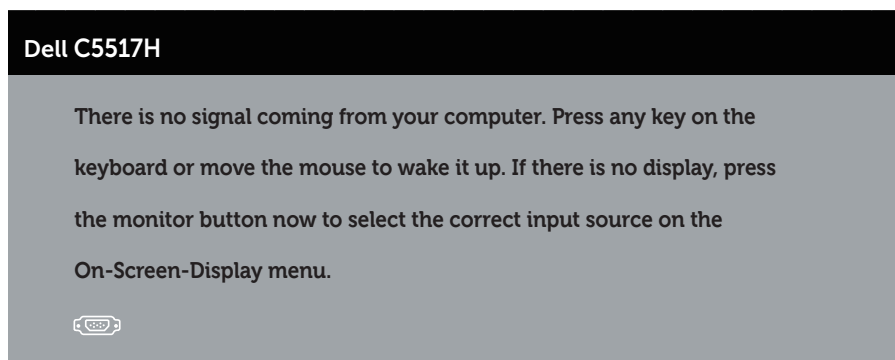 Dell C5517H
There is no signal coming from your computer. Press any key on the
keyboard or move the mouse to wake it up. If there is no display, press
the monitor button now to select the correct input source on the
On-Screen-Display menu.